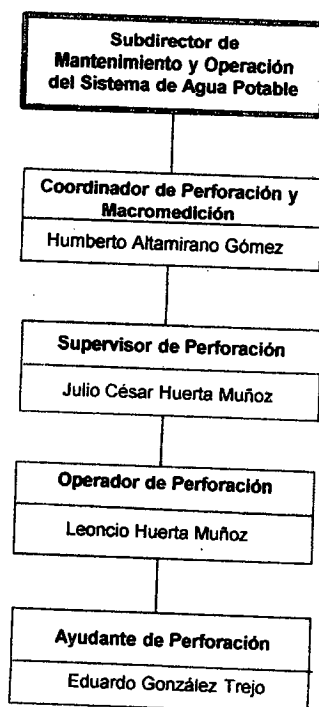 Subdirector de
Mantenimiento y Operación
del Sistema de Agua Potable
Coordinador de Perforación y
Macromedición
Humberto Altamirano Gómez
Supervisor de Perforación
Julio César Huerta Muñoz
Operador de Perforación
Leoncio Huerta Muñoz
Ayudante de Perforación
Eduardo González Trejo